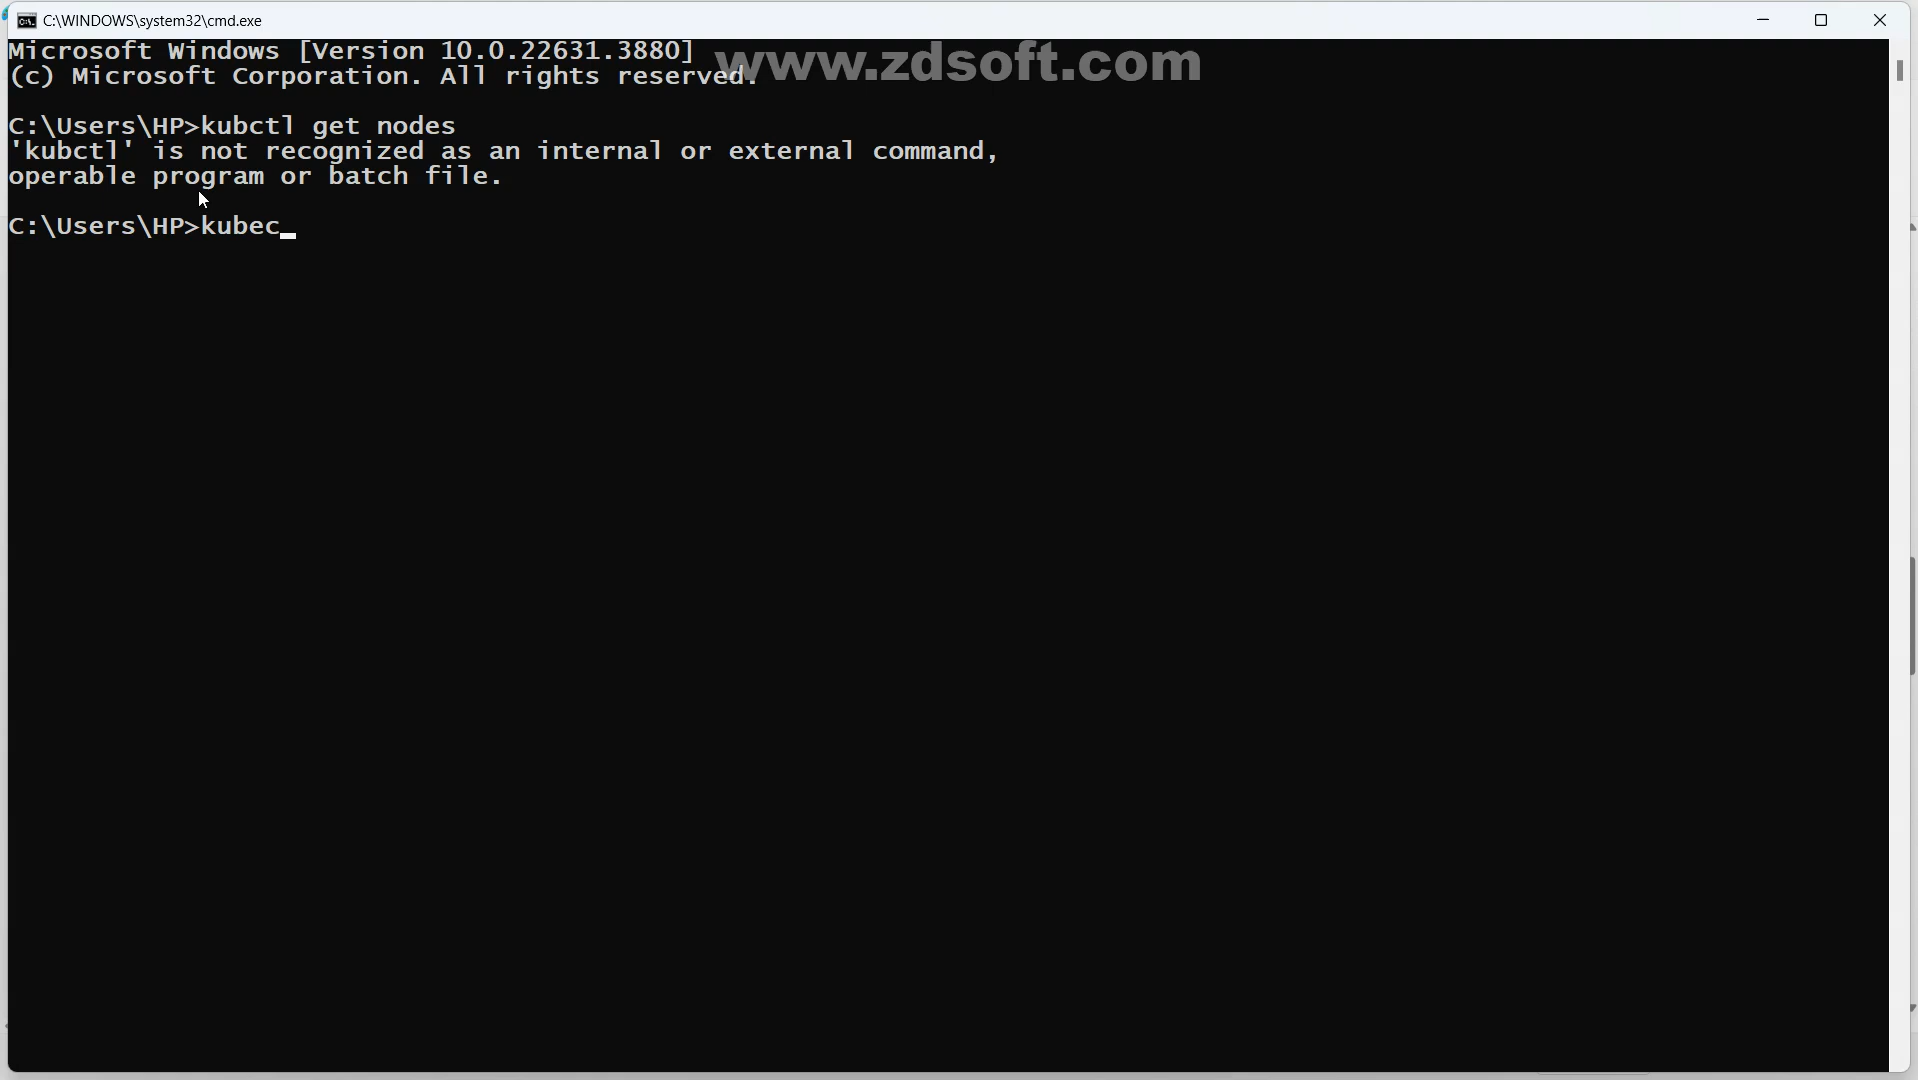 C:\WINDOWS\system32\cmd.exe
Microsoft Windows [Version 10.0.22631.3880]
www.zdsoft.com
(c) Microsoft Corporation. All rights reserved.
C:\Users\HP>kubctl get nodes
'kubctl' is not recognized as an internal or external command,
operable program or batch file.
C:\Users\HP>kubec_